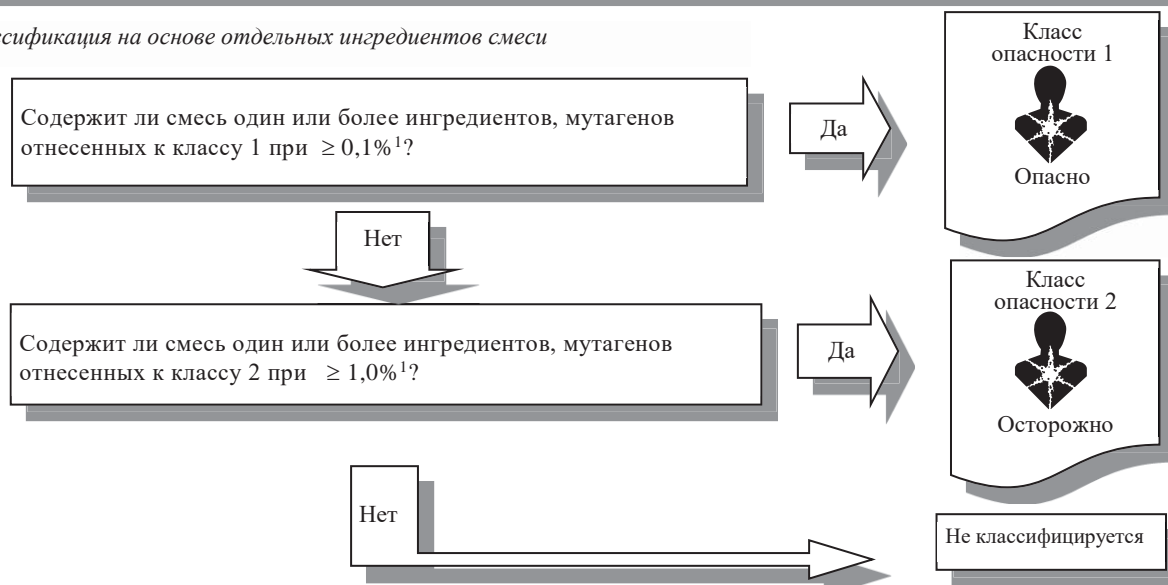 ссификация на основе отдельных ингредиентов смеси
Содержит ли смесь один или более ингредиентов, мутагенов
отнесенных к классу 1 при ≥ 0,1%¹?
Да
Класс
опасности 1
Опасно
Нет
Содержит ли смесь один или более ингредиентов, мутагенов
отнесенных к классу 2 при ≥ 1,0%¹?
Да
Класс
опасности 2
Осторожно
Нет
Не классифицируется